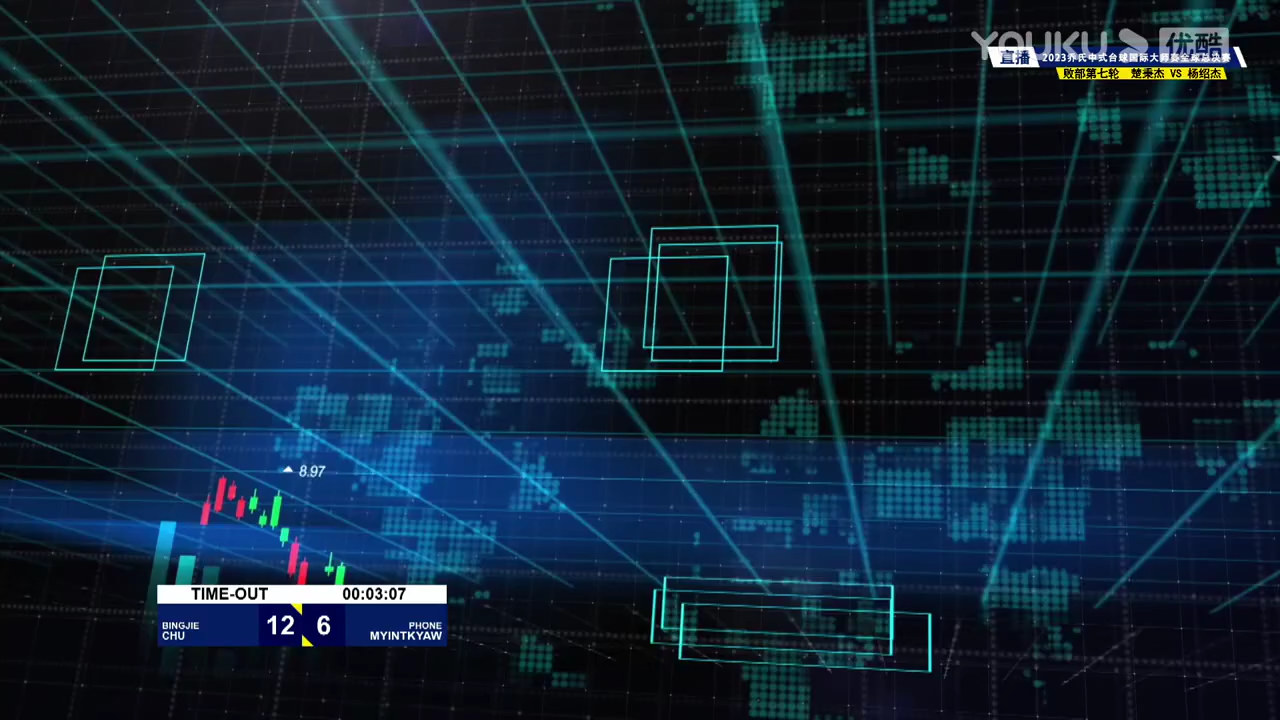 YOUKU 优酷
直播
2023乔氏中式台球国际大师赛全球总决赛
败部第七轮 楚秉杰 VS 杨绍杰
8.97
TIME-OUT 00:03:07
BINGJIE CHU 12 6 PHONE MYINTKYAW